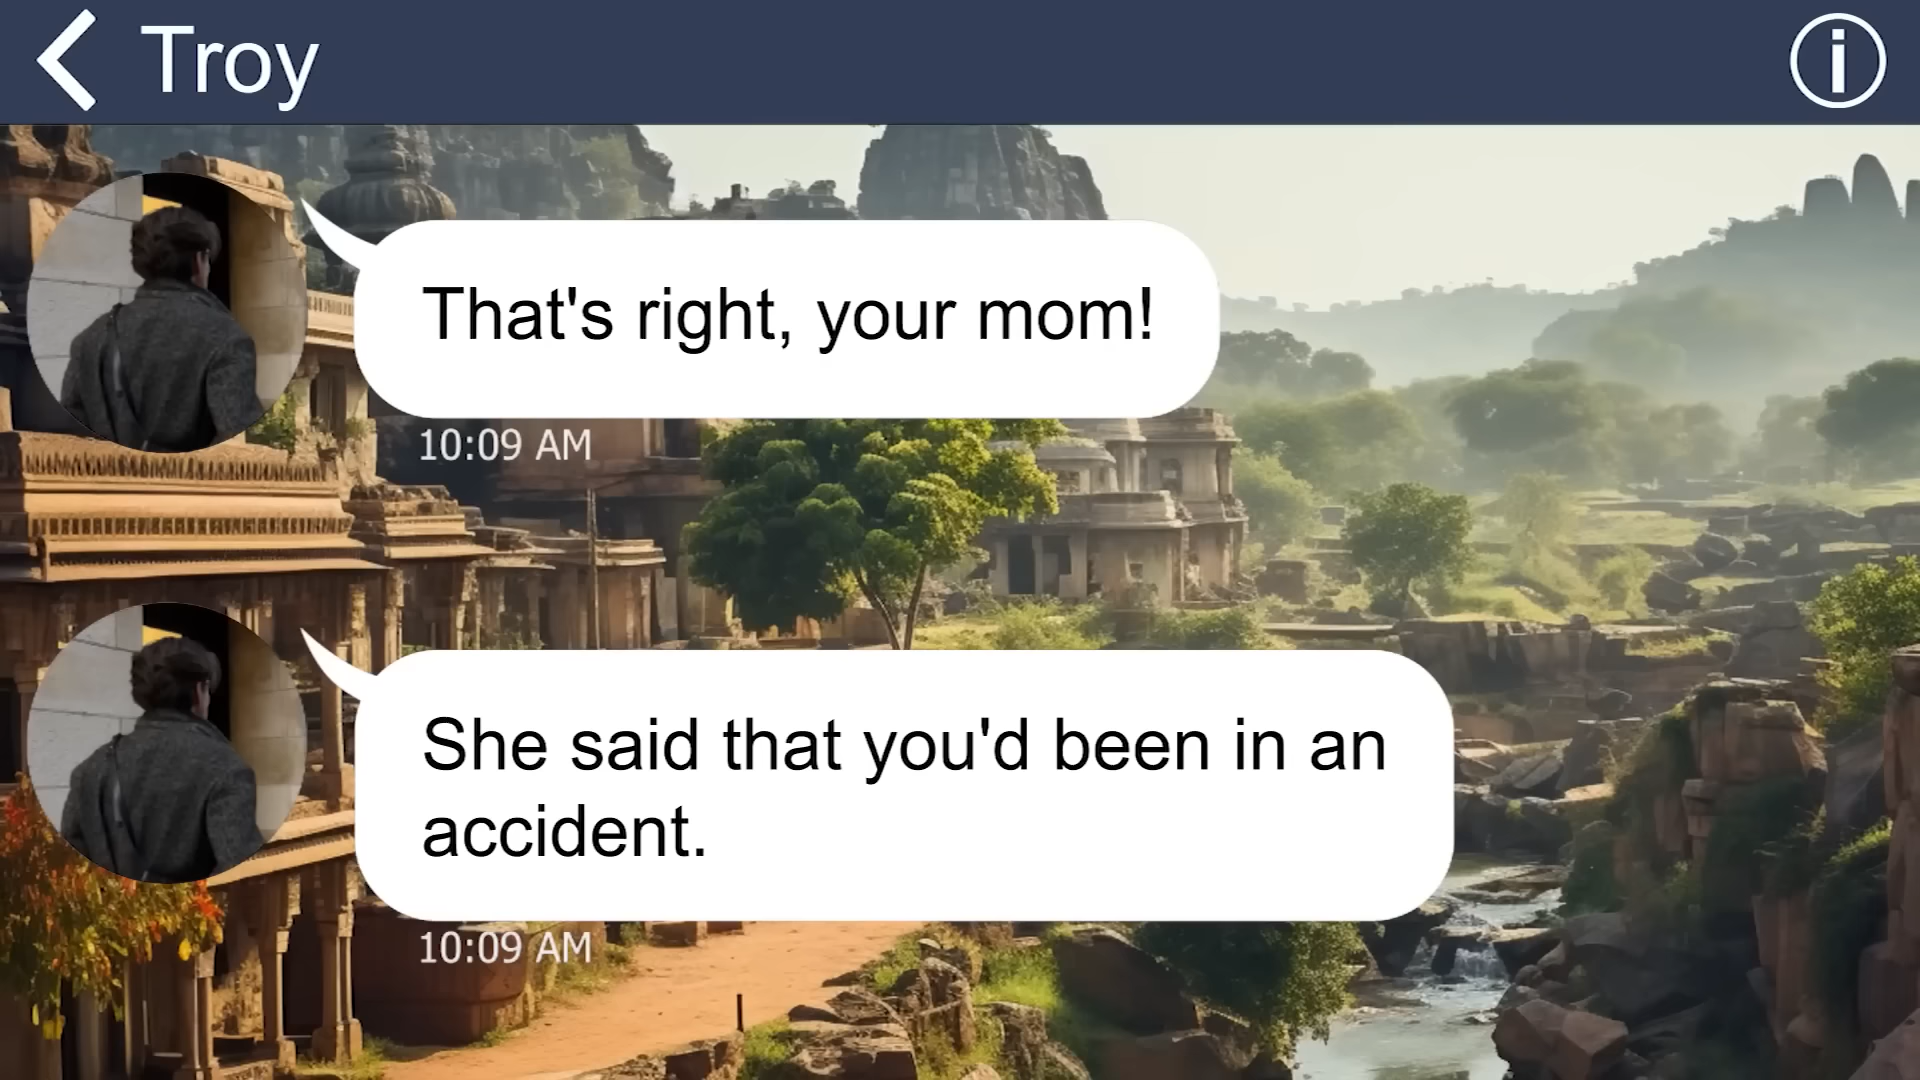 Troy
That's right, your mom!
10:09 AM
She said that you'd been in an
accident.
10:09 AM